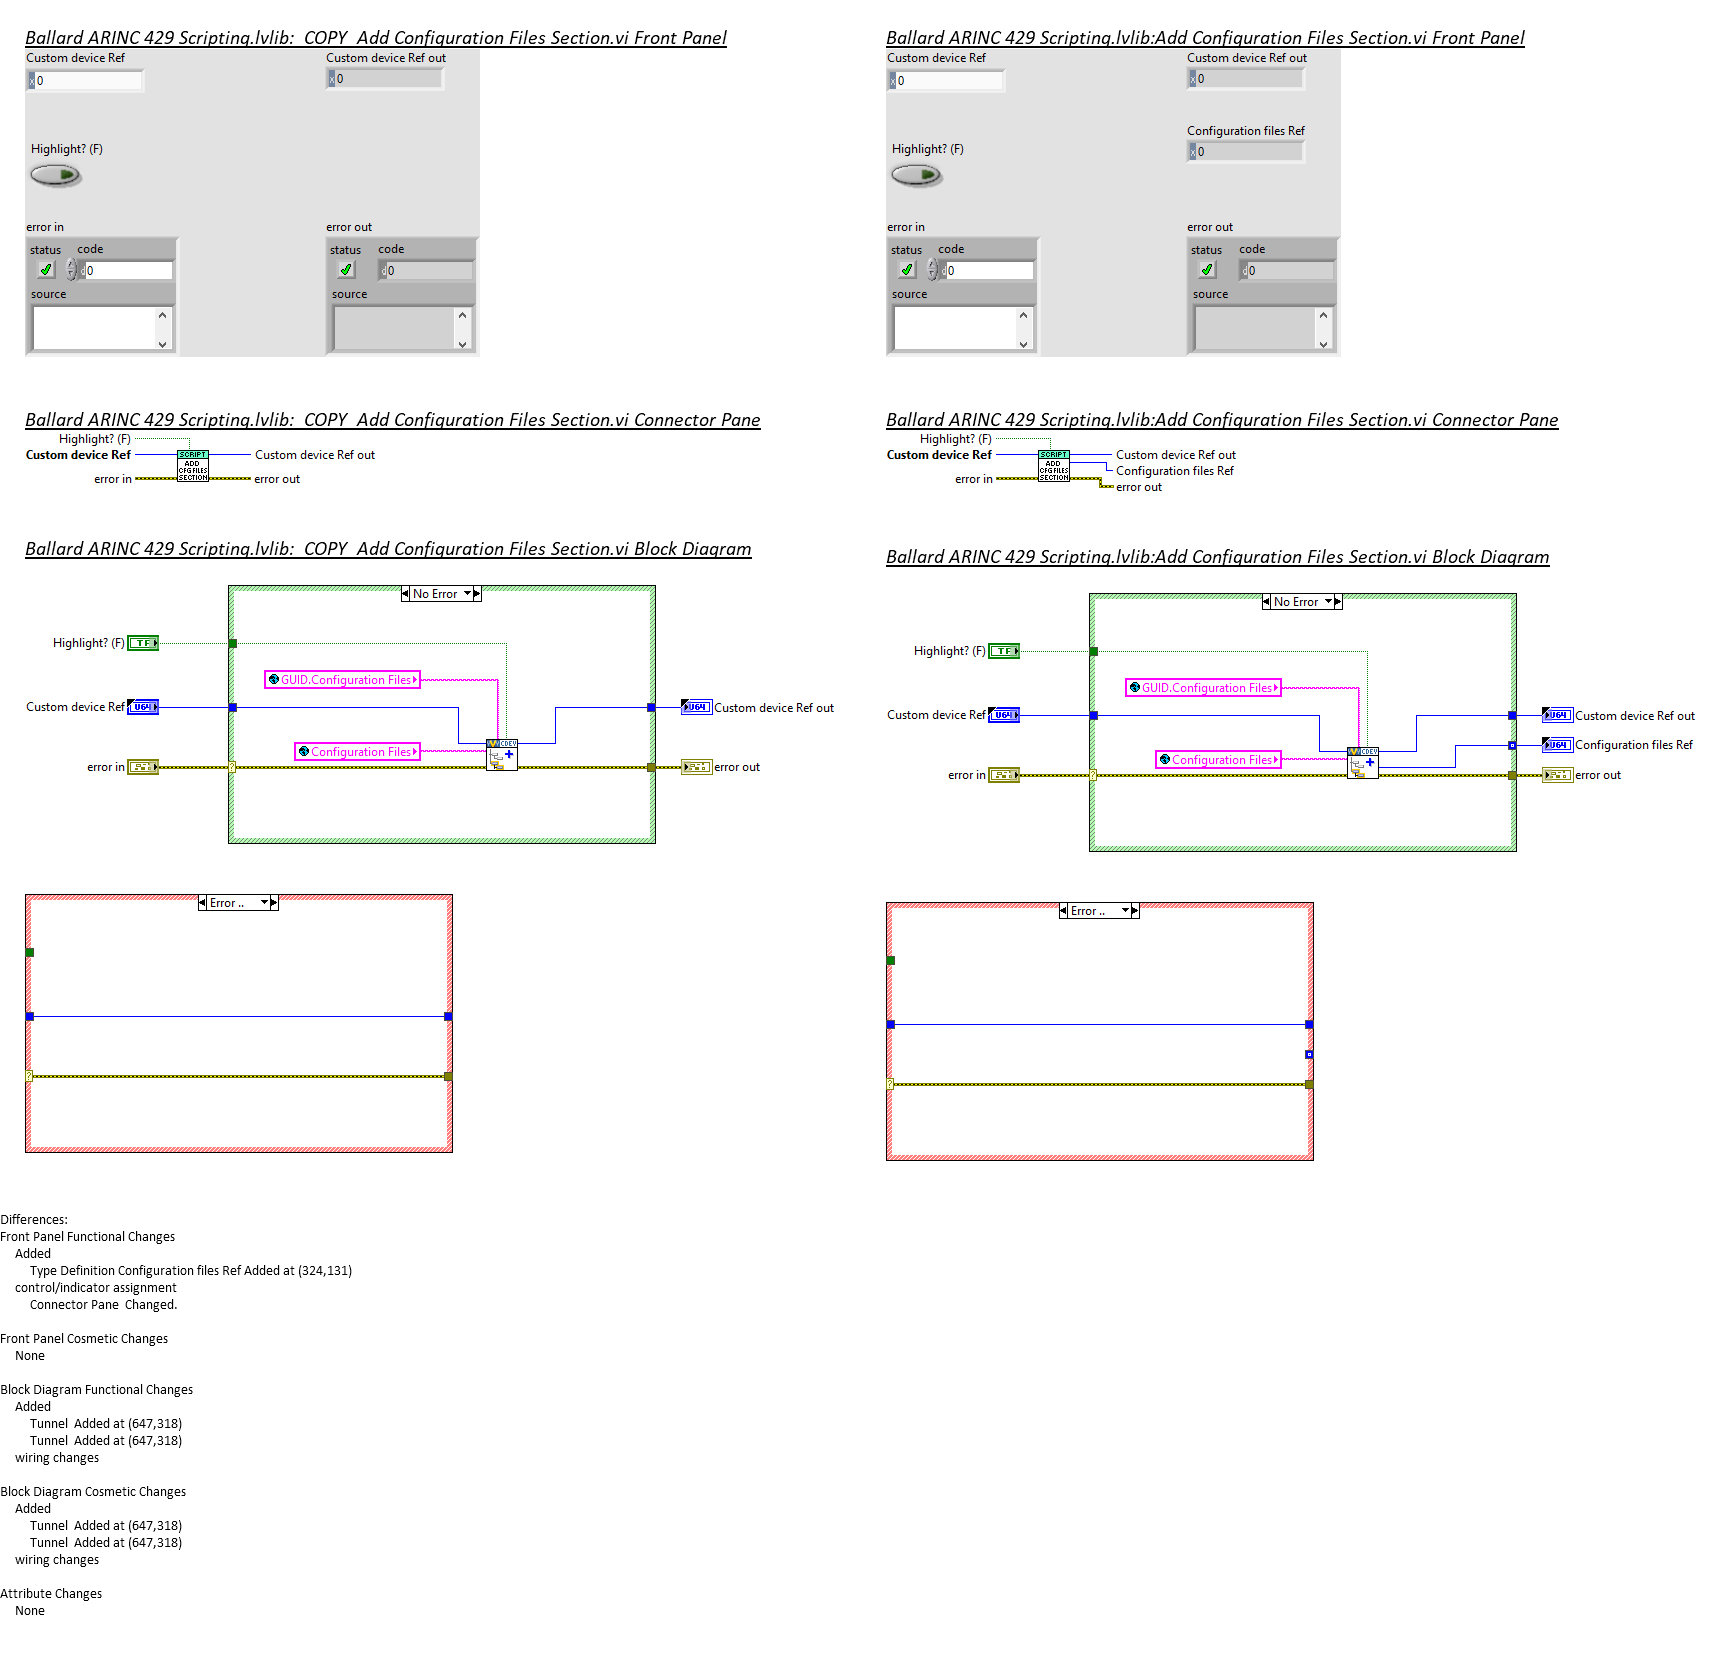 Ballard ARINC 429 Scripting.lvlib:  COPY  Add Configuration Files Section.vi Front Panel
Custom device Ref
x 0
Custom device Ref out
x 0
Highlight? (F)
error in
status
code
d 0
source
error out
status
code
d 0
source
Ballard ARINC 429 Scripting.lvlib:Add Configuration Files Section.vi Front Panel
Custom device Ref
x 0
Custom device Ref out
x 0
Configuration files Ref
x 0
Highlight? (F)
error in
status
code
d 0
source
error out
status
code
d 0
source
Ballard ARINC 429 Scripting.lvlib:  COPY  Add Configuration Files Section.vi Connector Pane
Highlight? (F)
Custom device Ref
error in
SCRIPT
ADD
CFG FILES
SECTION
Custom device Ref out
error out
Ballard ARINC 429 Scripting.lvlib:Add Configuration Files Section.vi Connector Pane
Highlight? (F)
Custom device Ref
error in
SCRIPT
ADD
CFG FILES
SECTION
Custom device Ref out
Configuration files Ref
error out
Ballard ARINC 429 Scripting.lvlib:  COPY  Add Configuration Files Section.vi Block Diagram
No Error
Highlight? (F)
TF
GUID.Configuration Files
Custom device Ref
U64
U64
Custom device Ref out
CDEV
Configuration Files
error in
?
error out
Error ..
?
Ballard ARINC 429 Scripting.lvlib:Add Configuration Files Section.vi Block Diagram
No Error
Highlight? (F)
TF
GUID.Configuration Files
Custom device Ref
U64
U64
Custom device Ref out
U64
Configuration files Ref
CDEV
Configuration Files
error in
?
error out
Error ..
?
Differences:
Front Panel Functional Changes
Added
Type Definition Configuration files Ref Added at (324,131)
control/indicator assignment
Connector Pane  Changed.
Front Panel Cosmetic Changes
None
Block Diagram Functional Changes
Added
Tunnel  Added at (647,318)
Tunnel  Added at (647,318)
wiring changes
Block Diagram Cosmetic Changes
Added
Tunnel  Added at (647,318)
Tunnel  Added at (647,318)
wiring changes
Attribute Changes
None